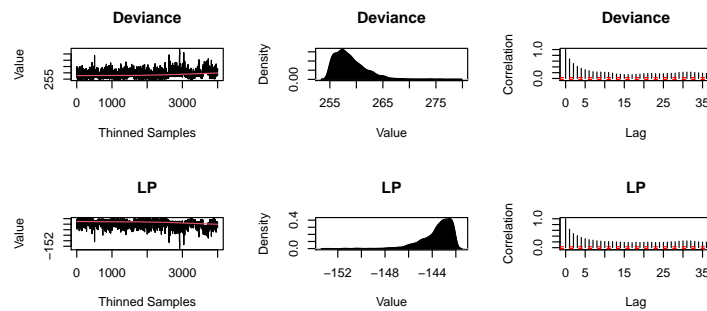 Deviance
Value
255
0 1000 3000
Thinned Samples
Deviance
Density
0.00
255 265 275
Value
Deviance
Correlation
0.0 1.0
0 5 15 25 35
Lag
LP
Value
−152
0 1000 3000
Thinned Samples
LP
Density
0.0 0.4
−152 −148 −144
Value
LP
Correlation
0.0 1.0
0 5 15 25 35
Lag